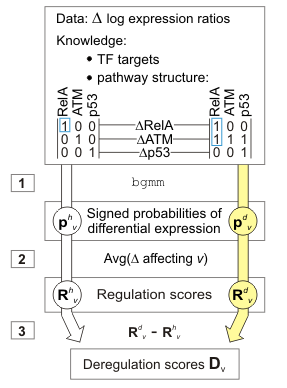 Data: Δ log expression ratios
Knowledge:
• TF targets
• pathway structure:
RelA ATM p53 RelA ATM p53
1 0 0 ΔRelA 1 0 0
0 1 0 ΔATM 1 1 0
0 0 1 Δp53 0 0 1
1 bgmm
p^h_v Signed probabilities of differential expression p^d_v
2 Avg(Δ affecting v)
R^h_v Regulation scores R^d_v
3 R^d_v - R^h_v
Deregulation scores D_v